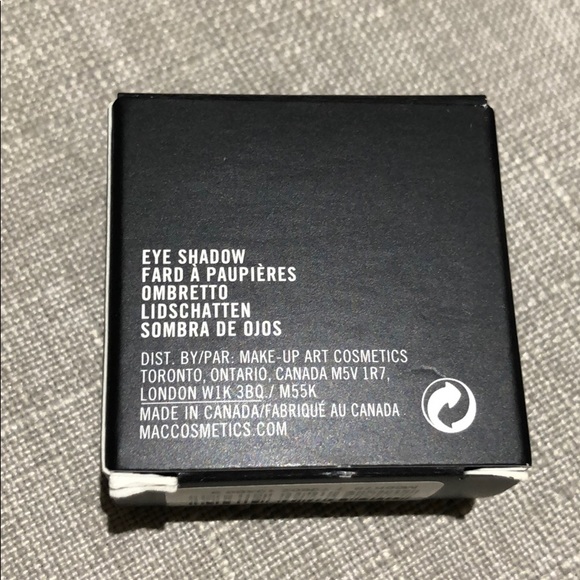 EYE SHADOW
FARD À PAUPIÈRES
OMBRETTO
LIDSCHATTEN
SOMBRA DE OJOS
DIST. BY/PAR: MAKE-UP ART COSMETICS
TORONTO, ONTARIO, CANADA M5V 1R7,
LONDON W1K 3BQ./ M55K
MADE IN CANADA/FABRIQUÉ AU CANADA
MACCOSMETICS.COM